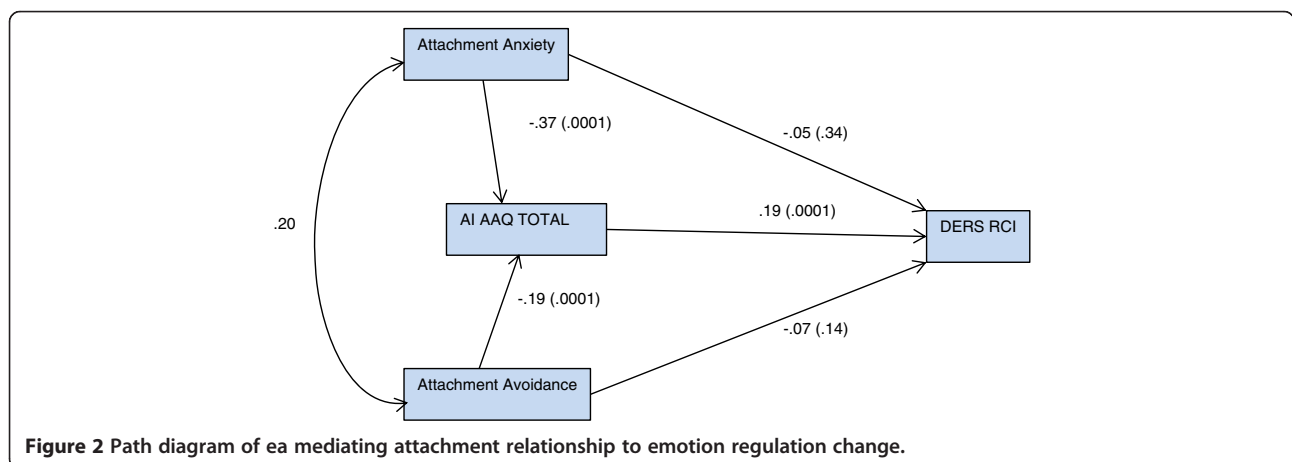 Attachment Anxiety
-.37 (.0001)
-.05 (.34)
.20
AI AAQ TOTAL
.19 (.0001)
DERS RCI
-.19 (.0001)
-.07 (.14)
Attachment Avoidance
Figure 2 Path diagram of ea mediating attachment relationship to emotion regulation change.